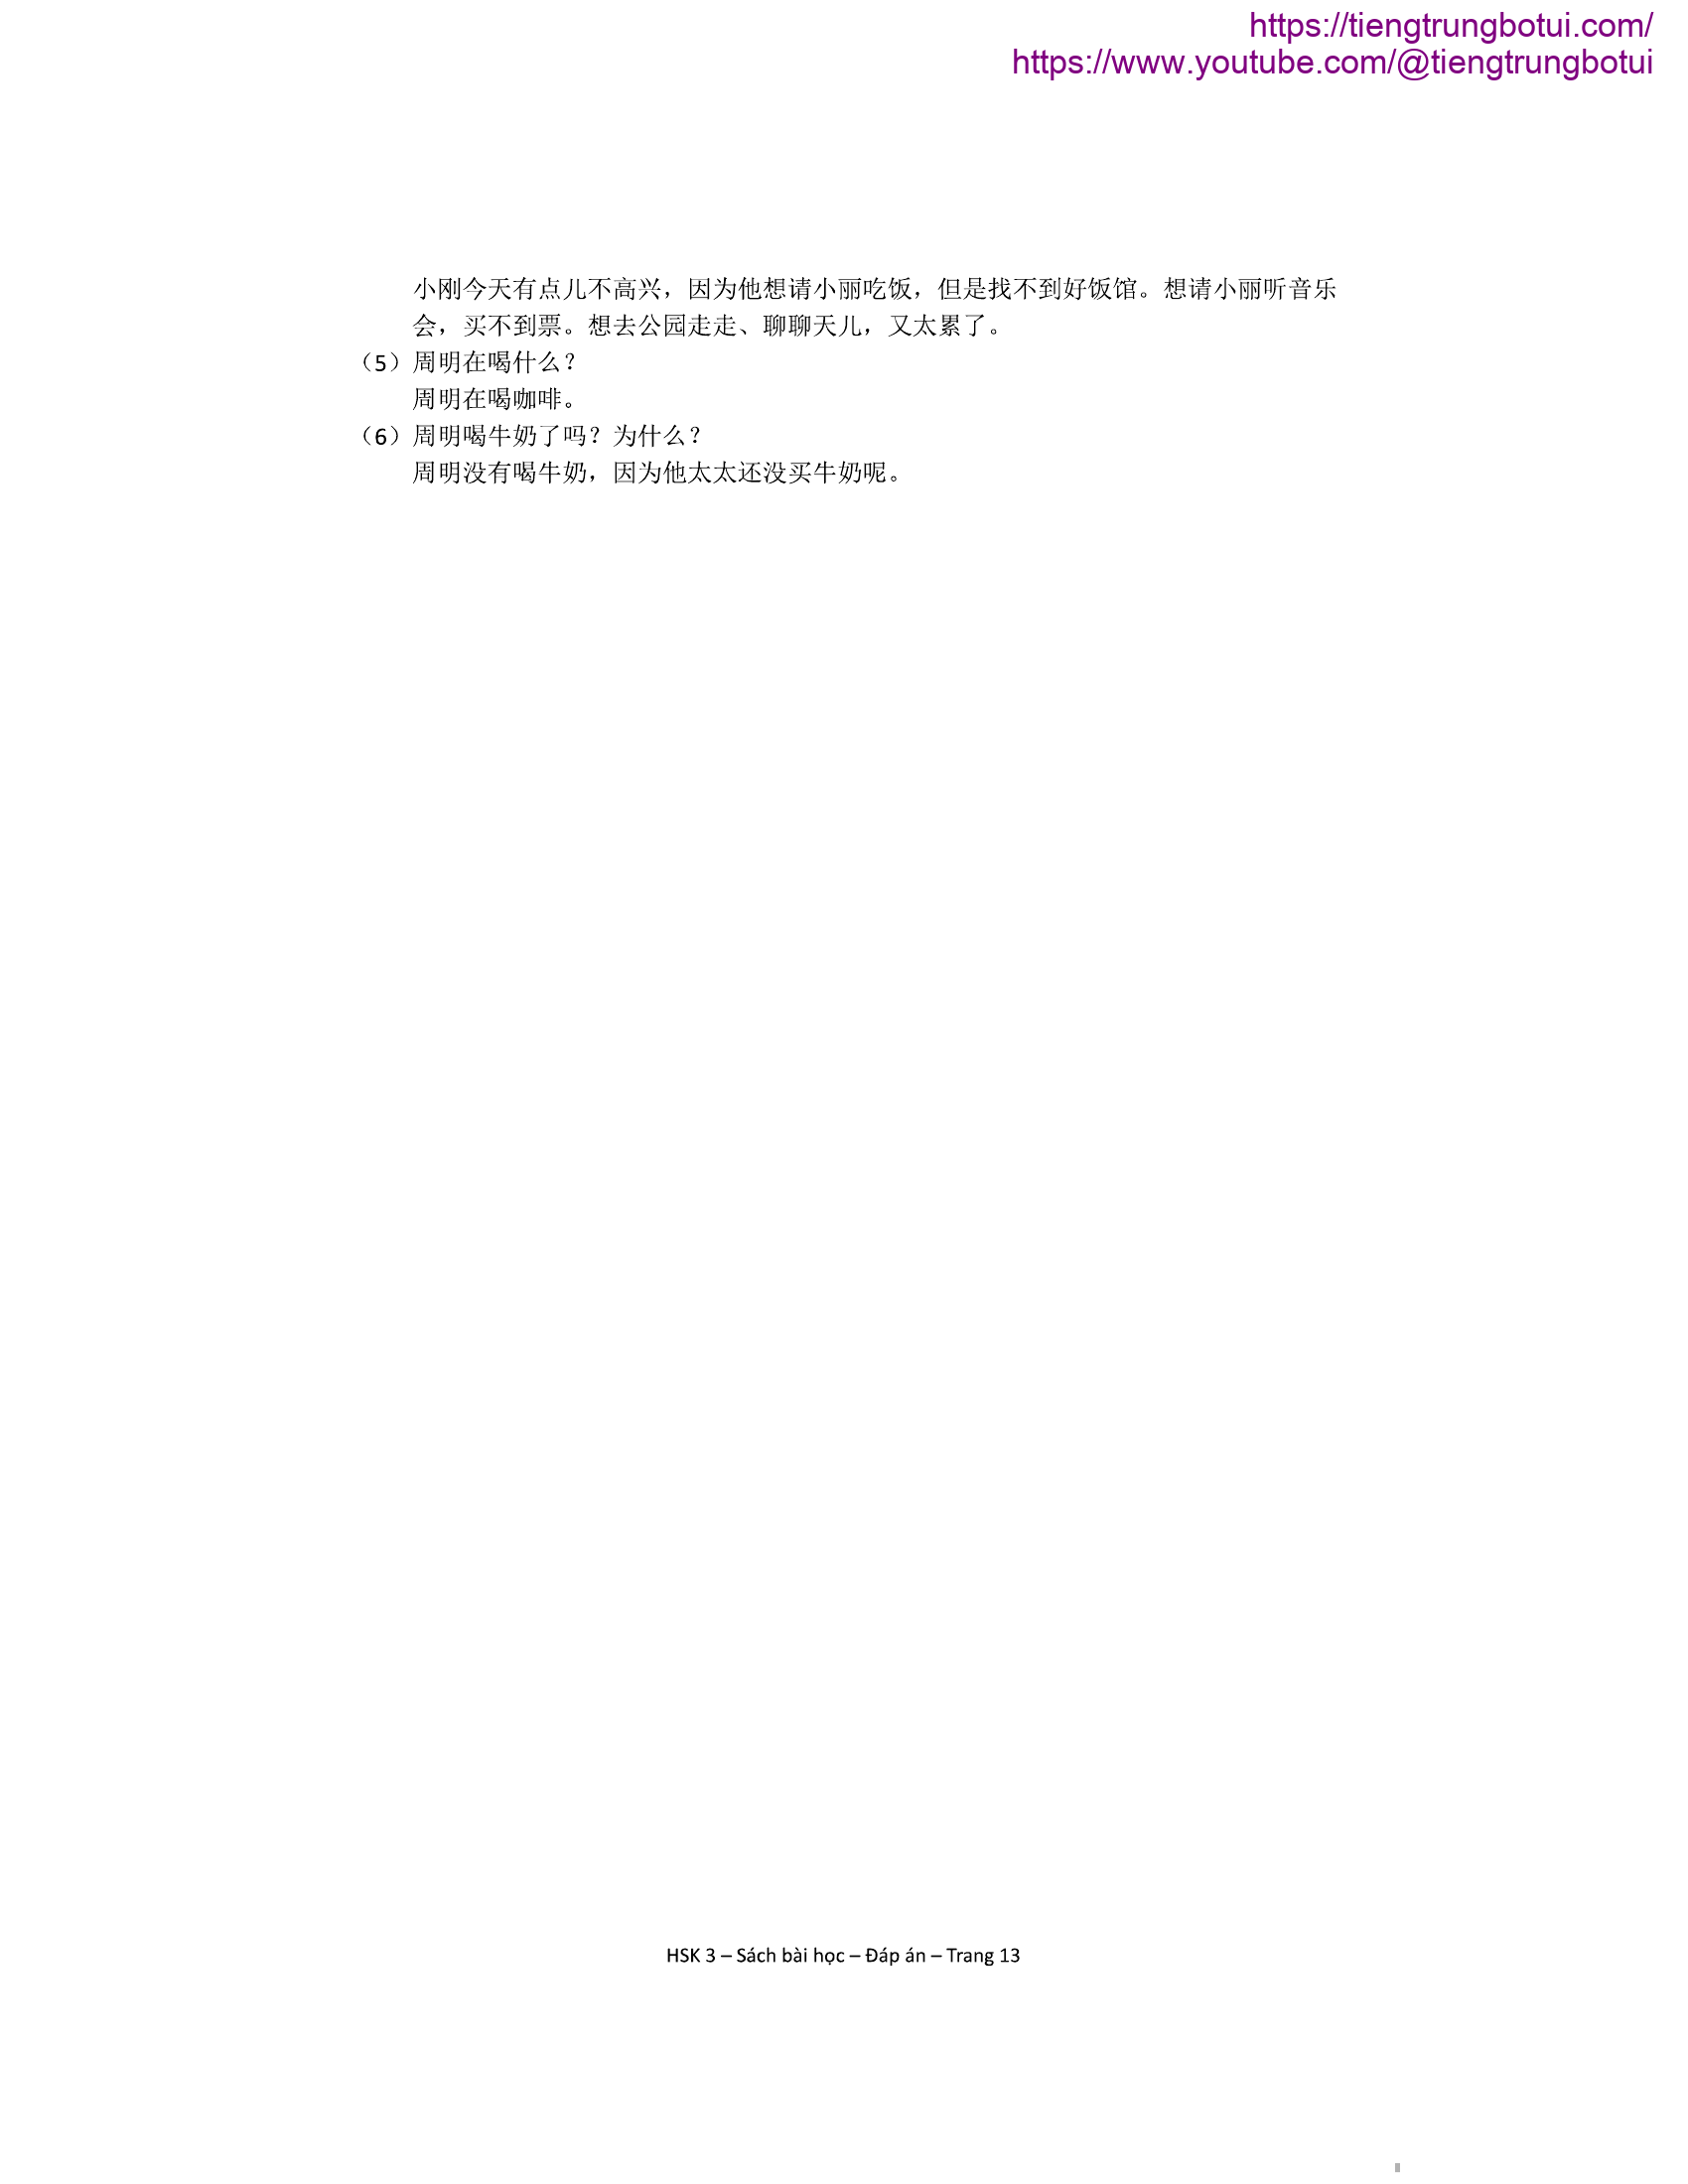 https://tiengtrungbotui.com/
https://www.youtube.com/@tiengtrungbotui
小刚今天有点儿不高兴，因为他想请小丽吃饭，但是找不到好饭馆。想请小丽听音乐
会，买不到票。想去公园走走、聊聊天儿，又太累了。
（5）周明在喝什么？
周明在喝咖啡。
（6）周明喝牛奶了吗？为什么？
周明没有喝牛奶，因为他太太还没买牛奶呢。
HSK 3 – Sách bài học – Đáp án – Trang 13